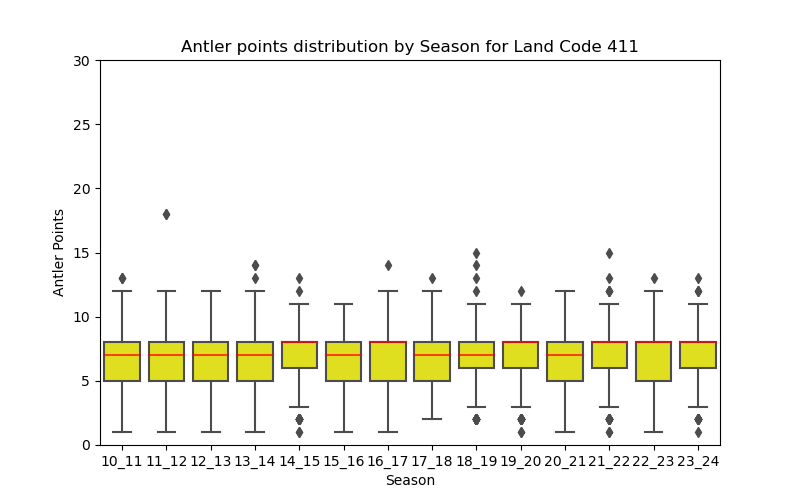 Antler points distribution by Season for Land Code 411
30
25
20
15
10
5
0
Antler Points
10_11 11_12 12_13 13_14 14_15 15_16 16_17 17_18 18_19 19_20 20_21 21_22 22_23 23_24
Season